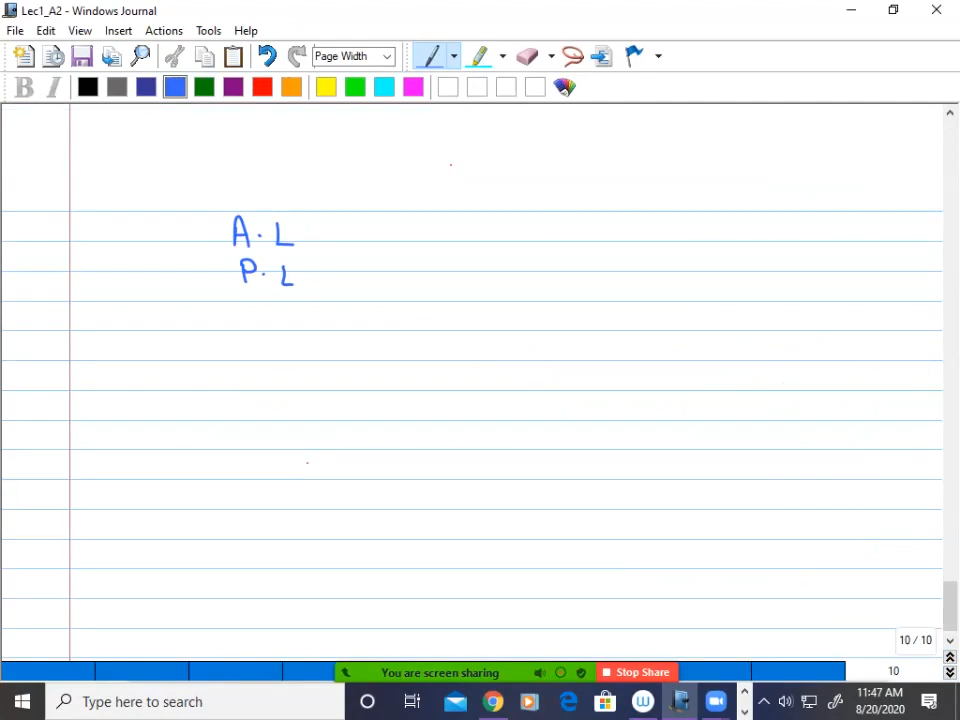 Lec1_A2 - Windows Journal
File Edit View Insert Actions Tools Help
Page Width
B I
A. L
P. L
10 / 10
You are screen sharing Stop Share
10
Type here to search
11:47 AM
8/20/2020